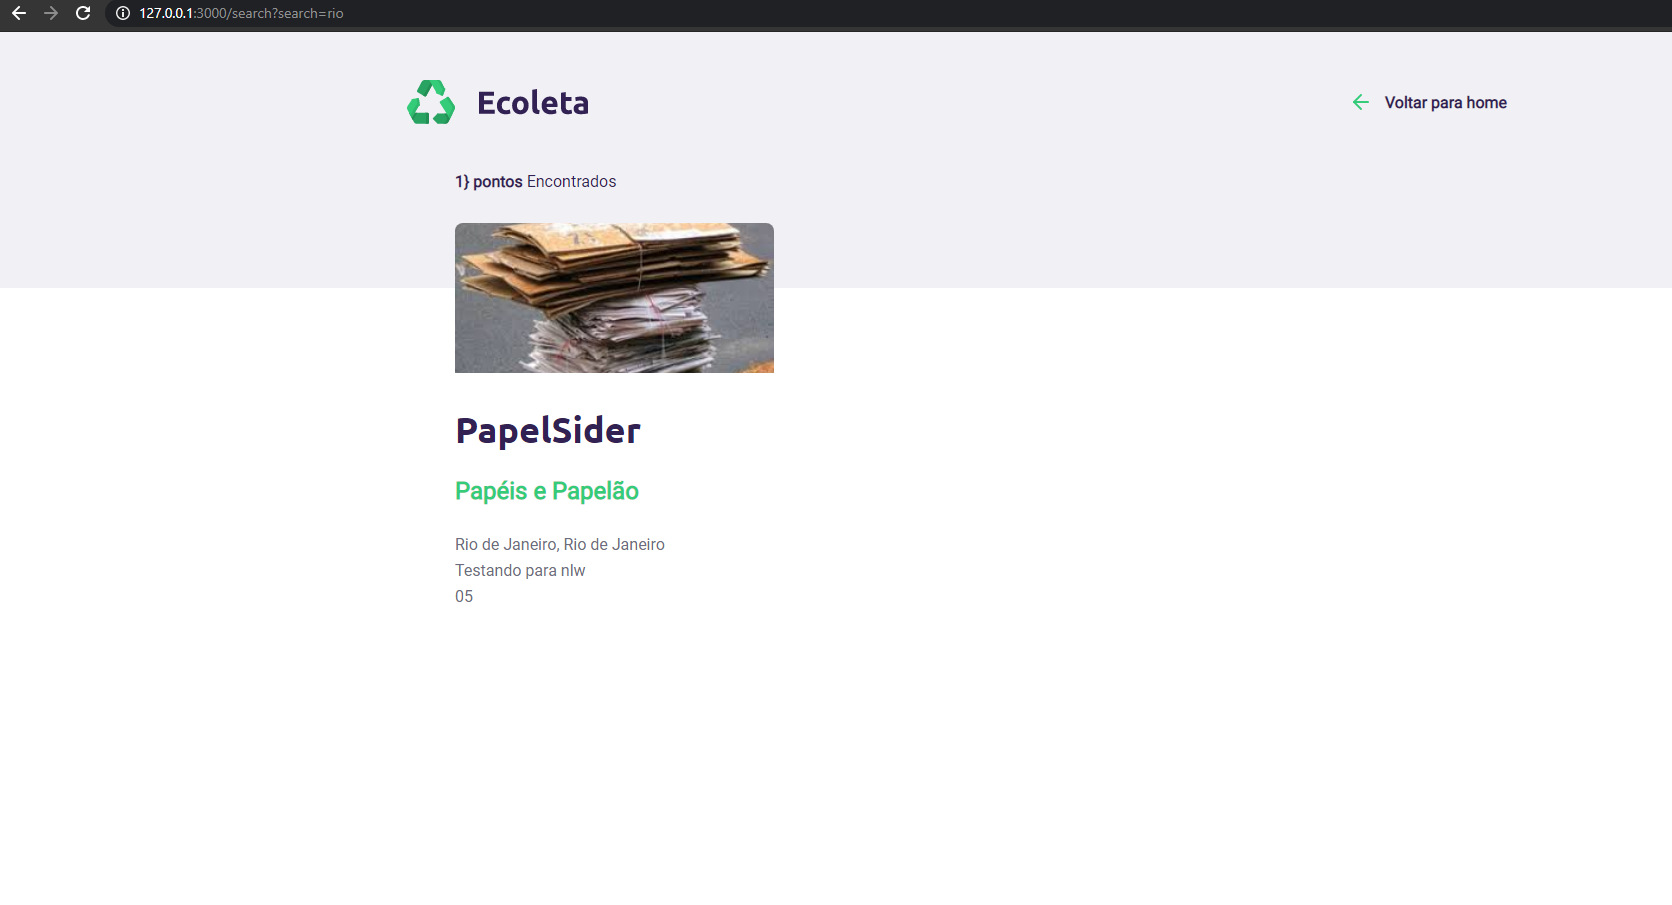 127.0.0.1:3000/search?search=rio
Ecoleta
Voltar para home
1} pontos Encontrados
PapelSider
Papéis e Papelão
Rio de Janeiro, Rio de Janeiro
Testando para nlw
05